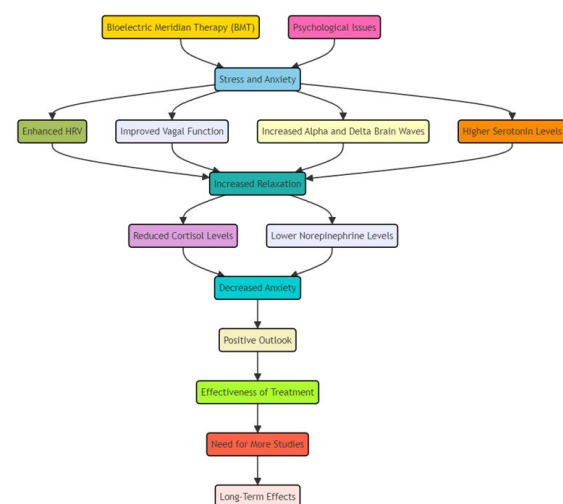 Bioelectric Meridian Therapy (BMT)
Psychological Issues
Stress and Anxiety
Enhanced HRV
Improved Vagal Function
Increased Alpha and Delta Brain Waves
Higher Serotonin Levels
Increased Relaxation
Reduced Cortisol Levels
Lower Norepinephrine Levels
Decreased Anxiety
Positive Outlook
Effectiveness of Treatment
Need for More Studies
Long-Term Effects